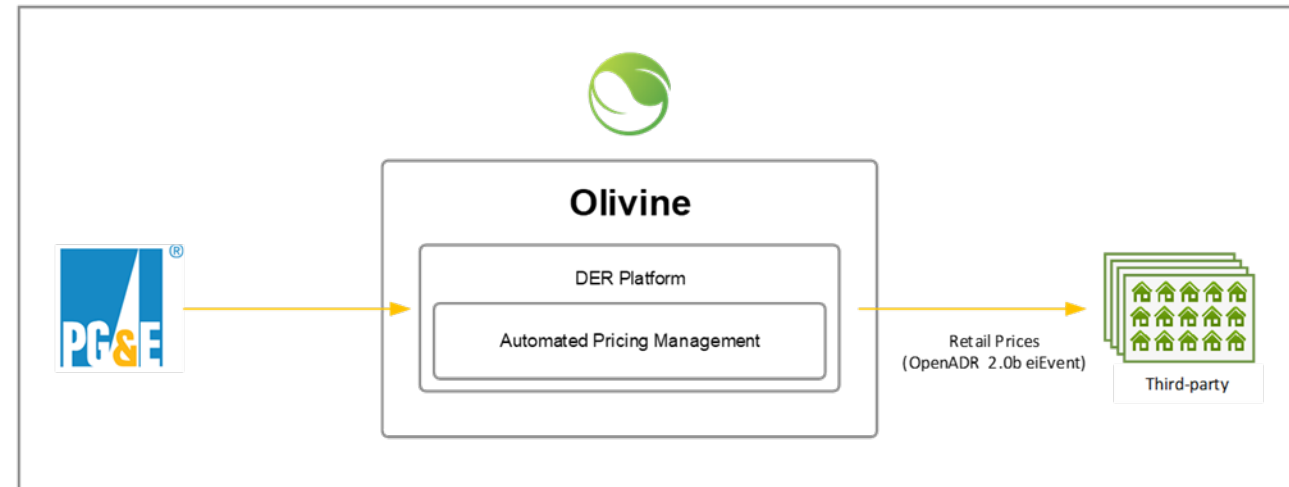 Olivine
DER Platform
Automated Pricing Management
PG&E
®
Retail Prices
(OpenADR 2.0b eiEvent)
Third-party